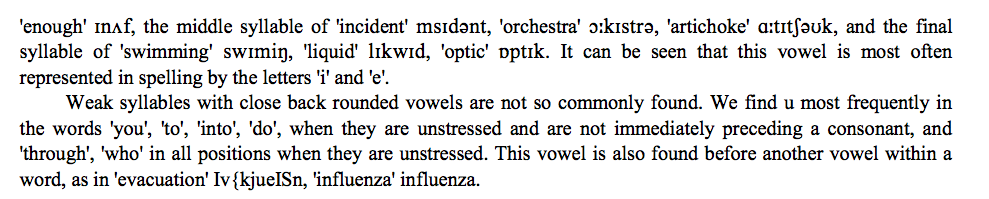 'enough' ɪnʌf, the middle syllable of 'incident' msɪdənt, 'orchestra' ɔ:kɪstrə, 'artichoke' ɑ:tɪtʃəʊk, and the final
syllable of 'swimming' swɪmiŋ, 'liquid' lɪkwɪd, 'optic' ɒptɪk. It can be seen that this vowel is most often
represented in spelling by the letters 'i' and 'e'.
Weak syllables with close back rounded vowels are not so commonly found. We find u most frequently in
the words 'you', 'to', 'into', 'do', when they are unstressed and are not immediately preceding a consonant, and
'through', 'who' in all positions when they are unstressed. This vowel is also found before another vowel within a
word, as in 'evacuation' Iv{kjueISn, 'influenza' influenza.